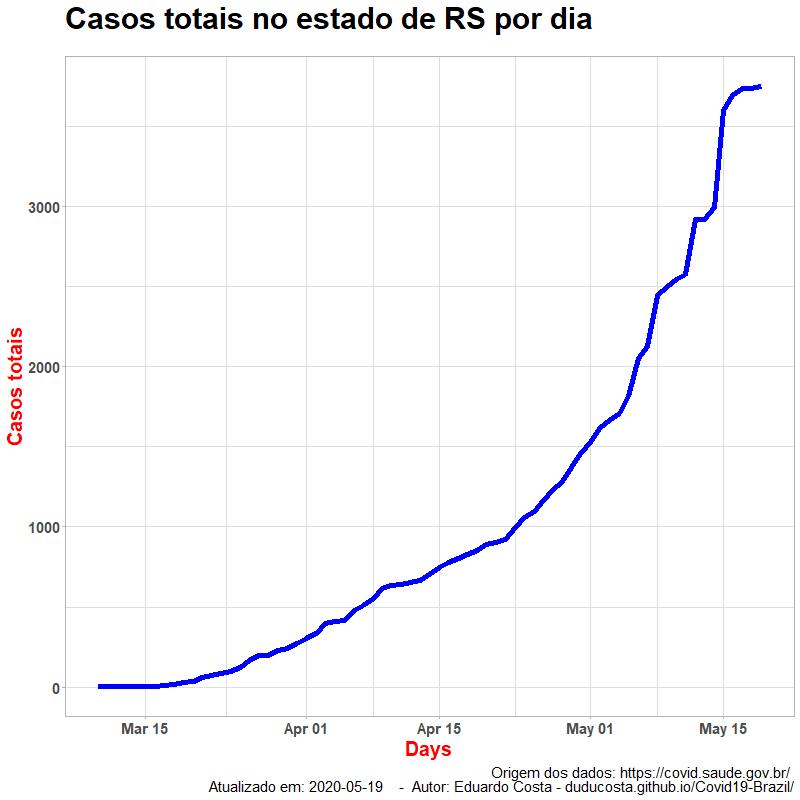 Casos totais no estado de RS por dia
Casos totais
3000
2000
1000
0
Mar 15
Apr 01
Apr 15
May 01
May 15
Days
Origem dos dados: https://covid.saude.gov.br/
Atualizado em: 2020-05-19 - Autor: Eduardo Costa - duducosta.github.io/Covid19-Brazil/